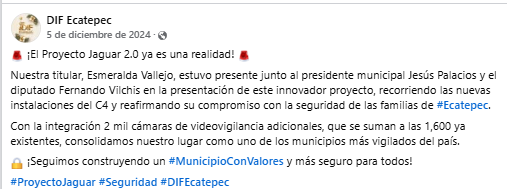 DIF Ecatepec
5 de diciembre de 2024 ·
🚨 ¡El Proyecto Jaguar 2.0 ya es una realidad! 🚨
Nuestra titular, Esmeralda Vallejo, estuvo presente junto al presidente municipal Jesús Palacios y el
diputado Fernando Vilchis en la presentación de este innovador proyecto, recorriendo las nuevas
instalaciones del C4 y reafirmando su compromiso con la seguridad de las familias de #Ecatepec.
Con la integración 2 mil cámaras de videovigilancia adicionales, que se suman a las 1,600 ya
existentes, consolidamos nuestro lugar como uno de los municipios más vigilados del país.
🔒 ¡Seguimos construyendo un #MunicipioConValores y más seguro para todos!
#ProyectoJaguar #Seguridad #DIFEcatepec